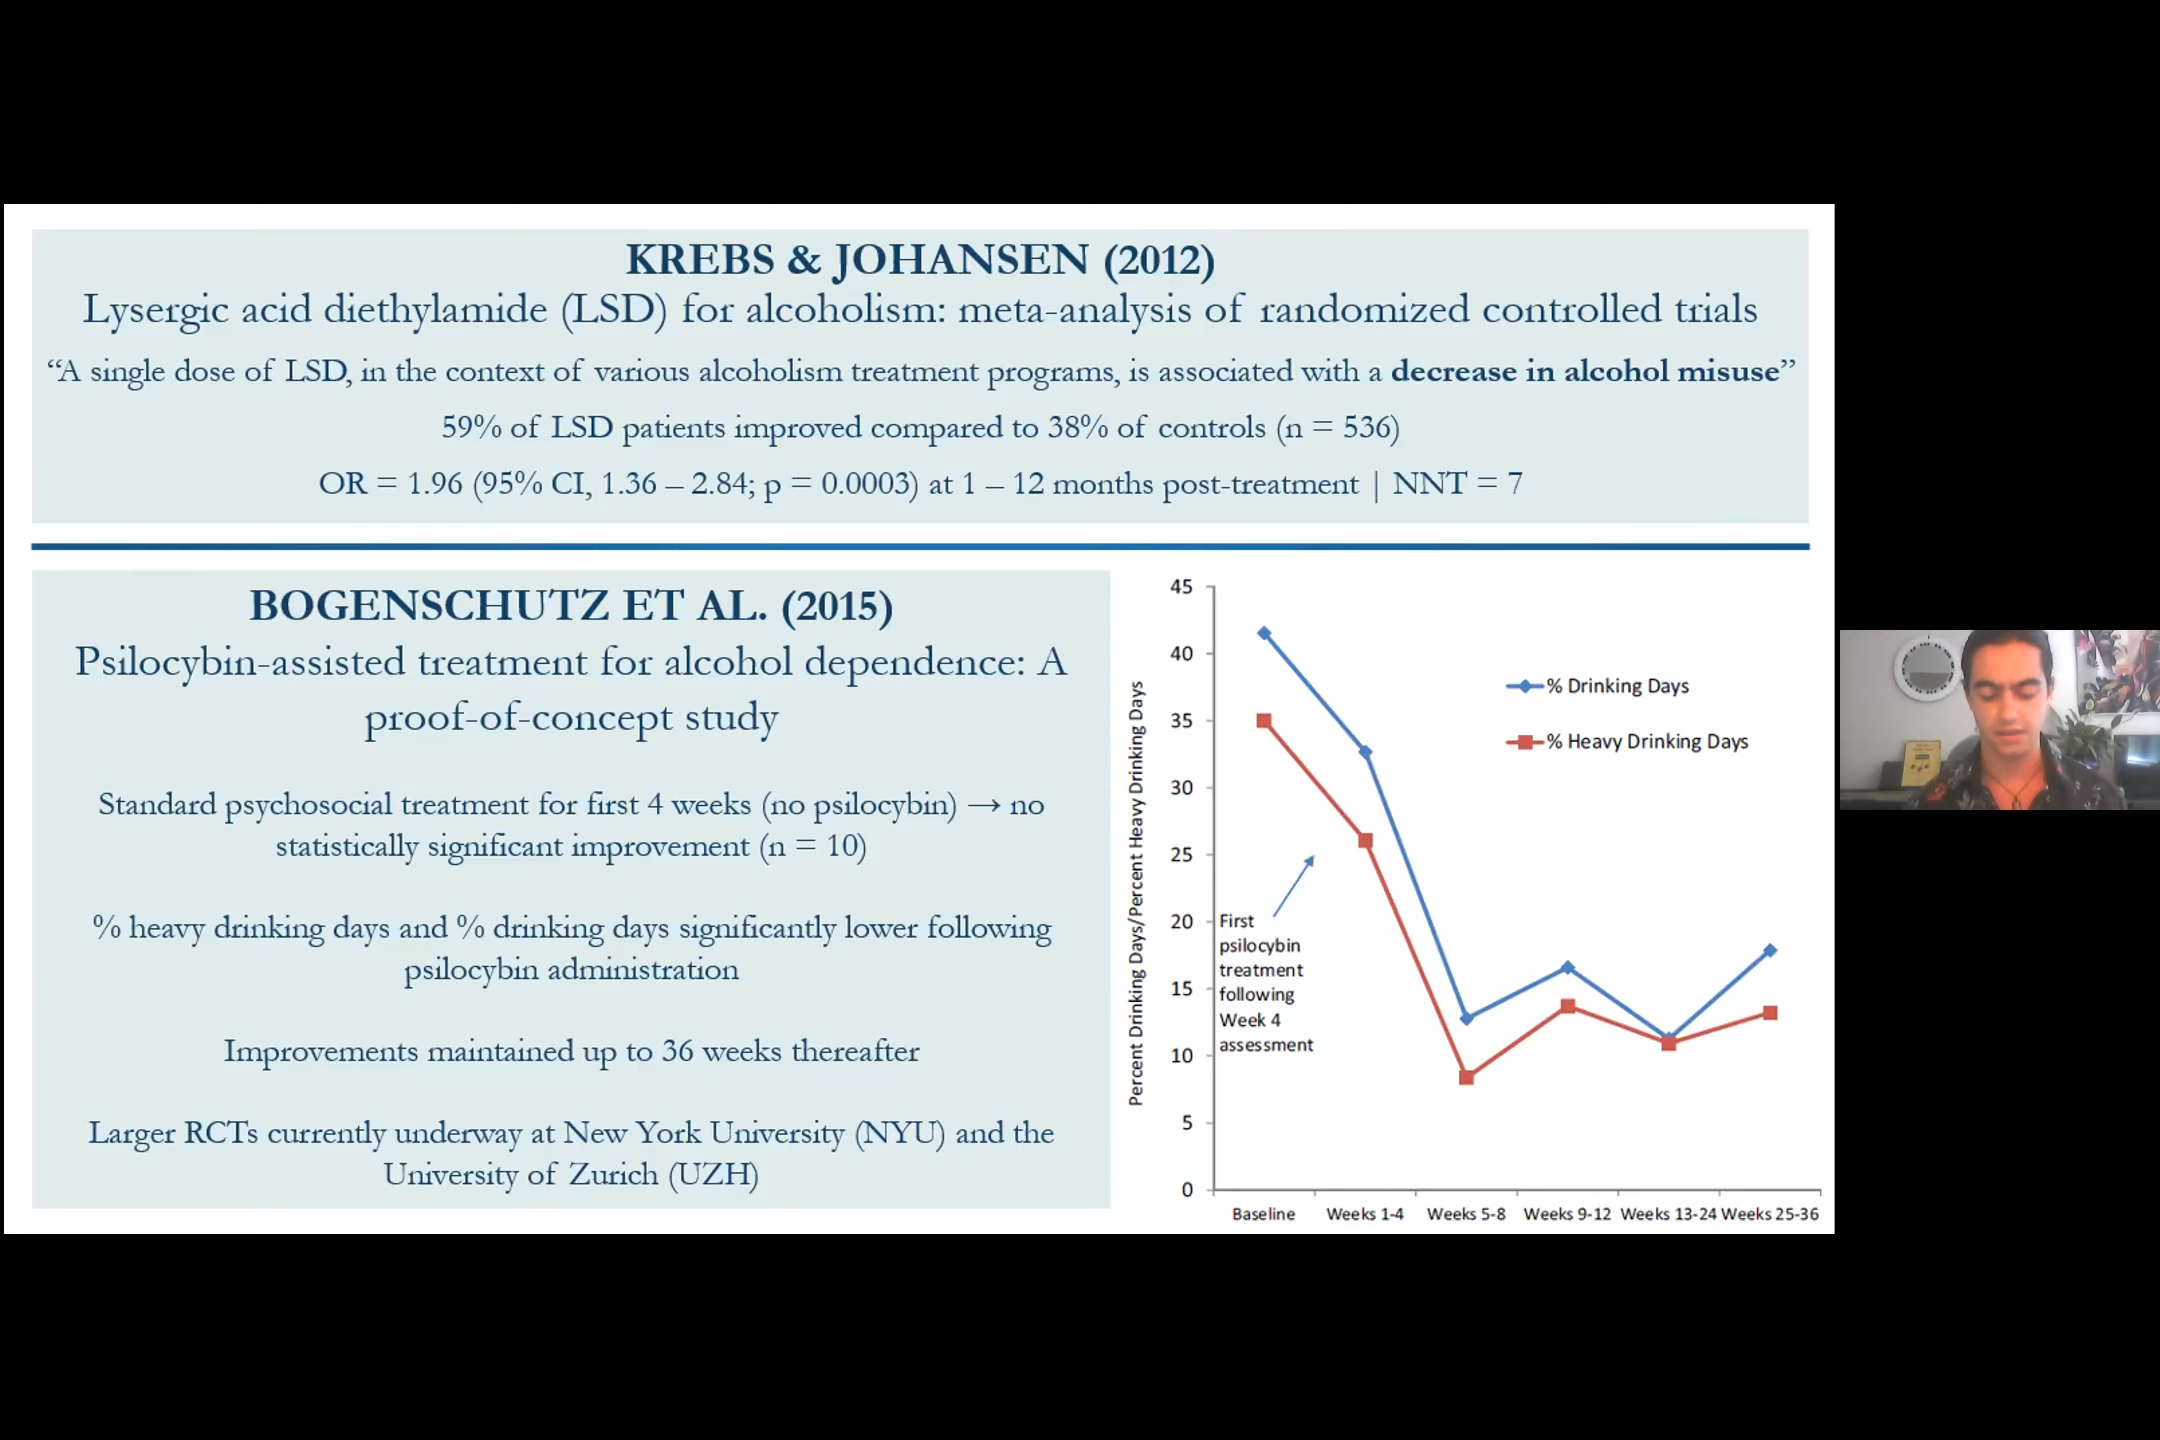 KREBS & JOHANSEN (2012)
Lysergic acid diethylamide (LSD) for alcoholism: meta-analysis of randomized controlled trials
“A single dose of LSD, in the context of various alcoholism treatment programs, is associated with a decrease in alcohol misuse”
59% of LSD patients improved compared to 38% of controls (n = 536)
OR = 1.96 (95% CI, 1.36 – 2.84; p = 0.0003) at 1 – 12 months post-treatment | NNT = 7
BOGENSCHUTZ ET AL. (2015)
Psilocybin-assisted treatment for alcohol dependence: A
proof-of-concept study
Standard psychosocial treatment for first 4 weeks (no psilocybin) → no
statistically significant improvement (n = 10)
% heavy drinking days and % drinking days significantly lower following
psilocybin administration
Improvements maintained up to 36 weeks thereafter
Larger RCTs currently underway at New York University (NYU) and the
University of Zurich (UZH)
Percent Drinking Days/Percent Heavy Drinking Days
45
40
35
30
25
20
15
10
5
0
% Drinking Days
% Heavy Drinking Days
First
psilocybin
treatment
following
Week 4
assessment
Baseline
Weeks 1-4
Weeks 5-8
Weeks 9-12
Weeks 13-24
Weeks 25-36